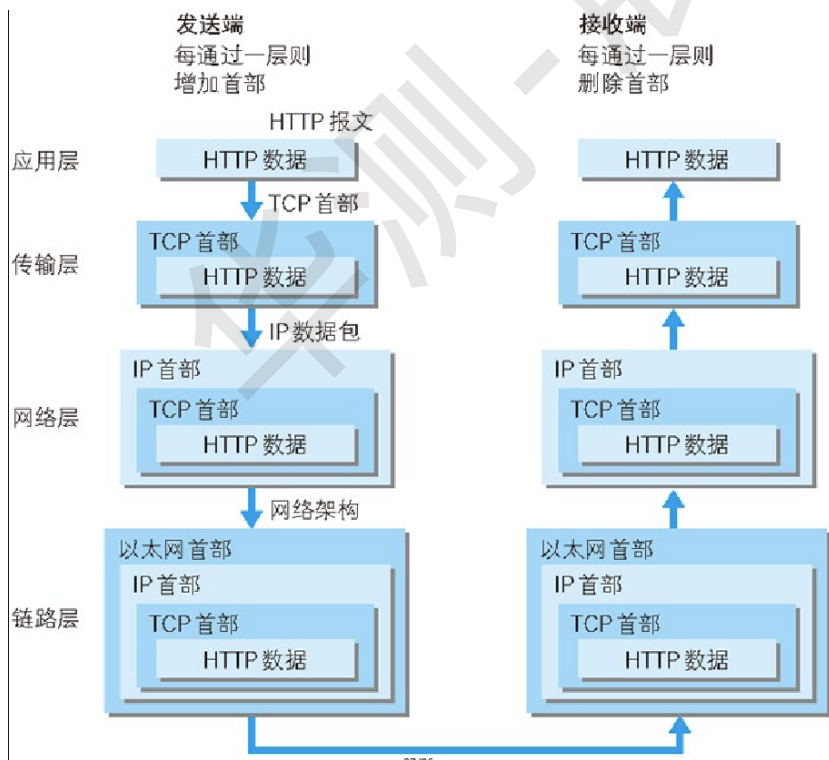 发送端
每通过一层则
增加首部
接收端
每通过一层则
删除首部
HTTP 报文
应用层
HTTP 数据
HTTP 数据
TCP 首部
传输层
TCP 首部
HTTP 数据
TCP 首部
HTTP 数据
IP 数据包
网络层
IP 首部
TCP 首部
HTTP 数据
IP 首部
TCP 首部
HTTP 数据
网络架构
链路层
以太网首部
IP 首部
TCP 首部
HTTP 数据
以太网首部
IP 首部
TCP 首部
HTTP 数据
华测-